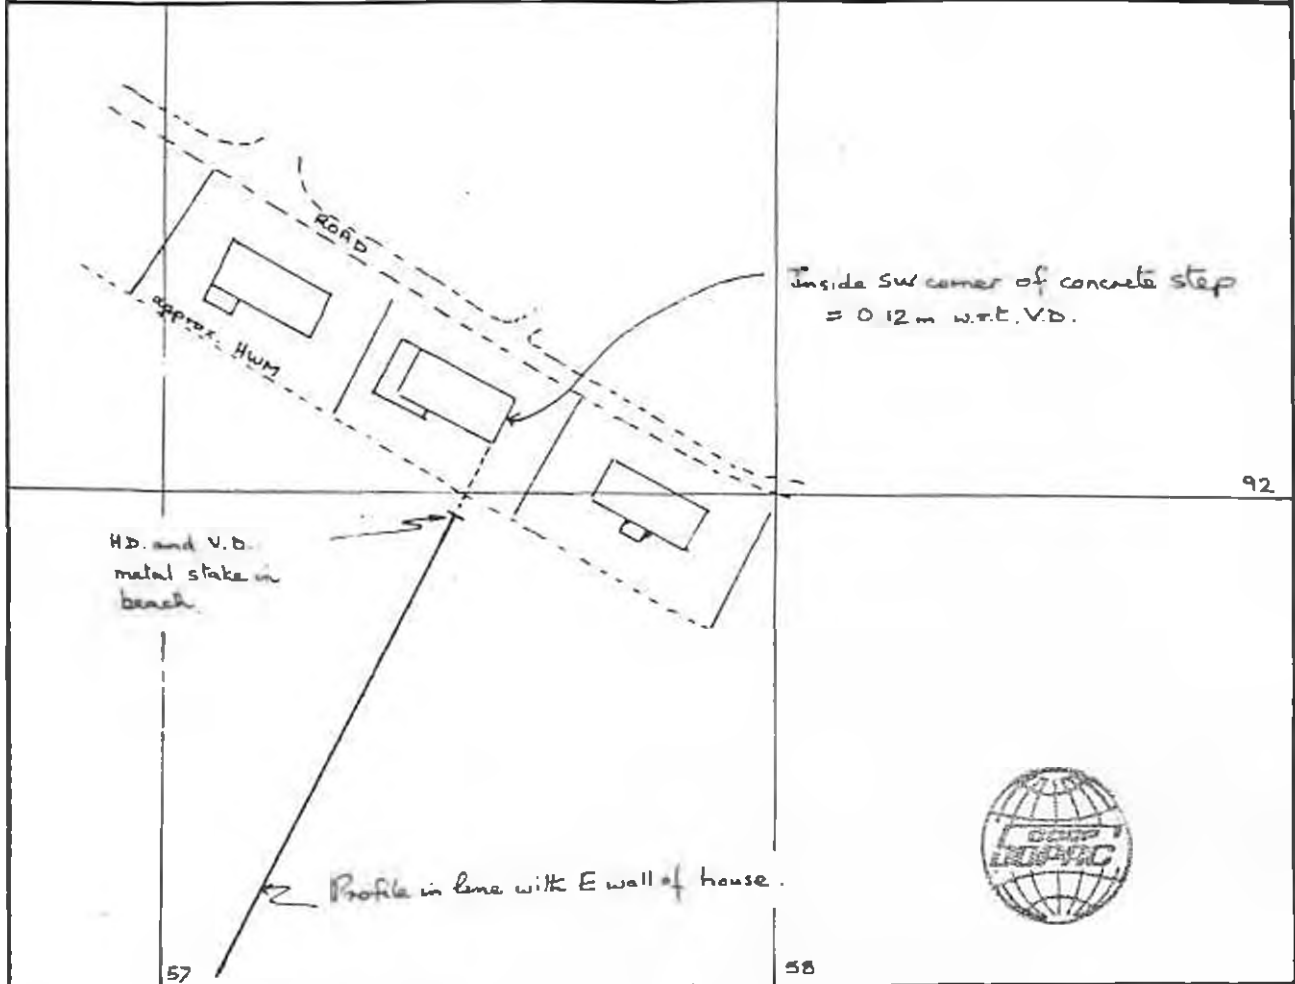 ROAD
approx. HWM
Inside SW corner of concrete step
= 0.12m w.r.t. V.D.
92
H.D. and V.D.
metal stake in
beach.
Profile in line with E wall of house.
57
58